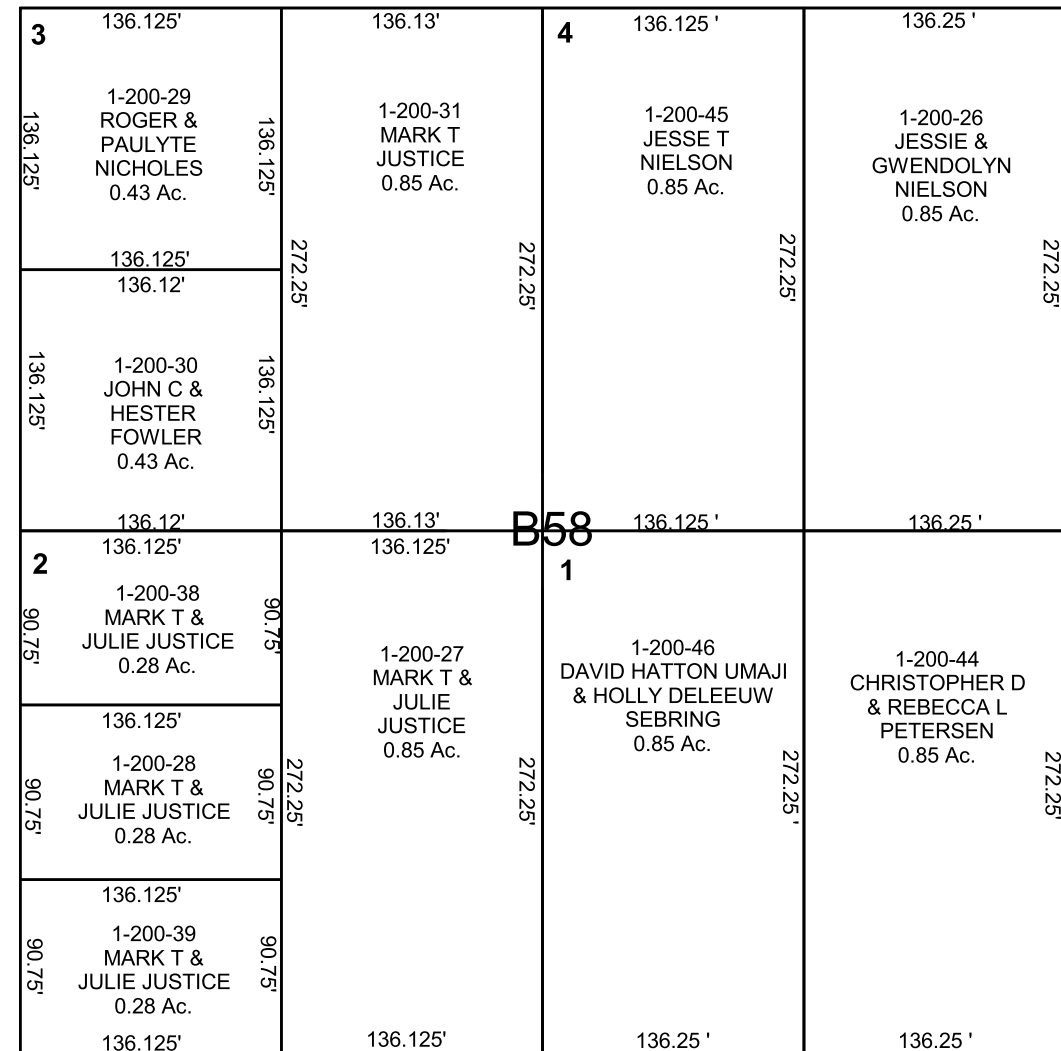 3
136.125'
136.125'
1-200-29
ROGER &
PAULYTE
NICHOLES
0.43 Ac.
136.125'
136.125'
136.12'
136.125'
1-200-30
JOHN C &
HESTER
FOWLER
0.43 Ac.
136.125'
136.12'
136.13'
1-200-31
MARK T
JUSTICE
0.85 Ac.
272.25'
272.25'
136.13'
4
136.125 '
1-200-45
JESSE T
NIELSON
0.85 Ac.
272.25'
136.125 '
136.25 '
1-200-26
JESSIE &
GWENDOLYN
NIELSON
0.85 Ac.
272.25'
136.25 '
B58
2
136.125'
90.75'
1-200-38
MARK T &
JULIE JUSTICE
0.28 Ac.
90.75'
136.125'
90.75'
1-200-28
MARK T &
JULIE JUSTICE
0.28 Ac.
90.75'
136.125'
90.75'
1-200-39
MARK T &
JULIE JUSTICE
0.28 Ac.
90.75'
136.125'
136.125'
1-200-27
MARK T &
JULIE
JUSTICE
0.85 Ac.
272.25'
272.25'
136.125'
1
1-200-46
DAVID HATTON UMAJI
& HOLLY DELEEUW
SEBRING
0.85 Ac.
272.25 '
136.25 '
1-200-44
CHRISTOPHER D
& REBECCA L
PETERSEN
0.85 Ac.
272.25'
136.25 '